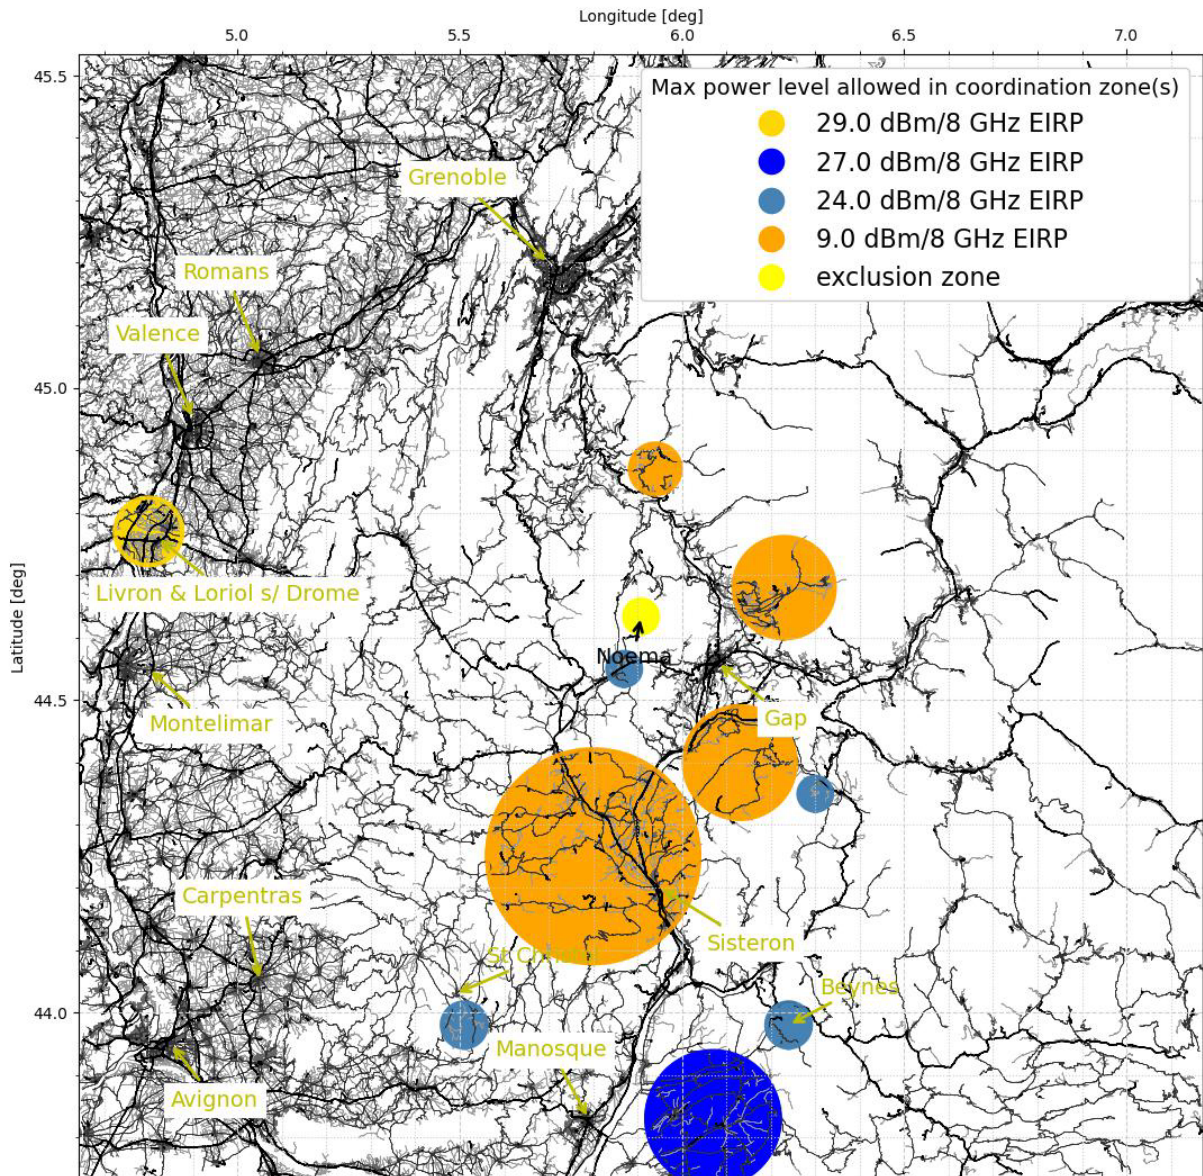 Longitude [deg]
5.0 5.5 6.0 6.5 7.0
45.5
Max power level allowed in coordination zone(s)
29.0 dBm/8 GHz EIRP
27.0 dBm/8 GHz EIRP
24.0 dBm/8 GHz EIRP
9.0 dBm/8 GHz EIRP
exclusion zone
Grenoble
Romans
Valence
45.0
Livron & Loriol s/ Drome
Latitude [deg]
Noema
44.5
Montelimar
Gap
Carpentras
Sisteron
St
Beynes
44.0
Manosque
Avignon